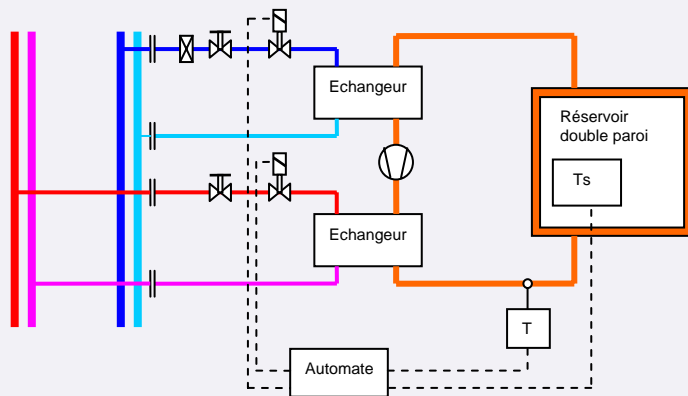 Echangeur
Réservoir
double paroi
Ts
Echangeur
T
Automate